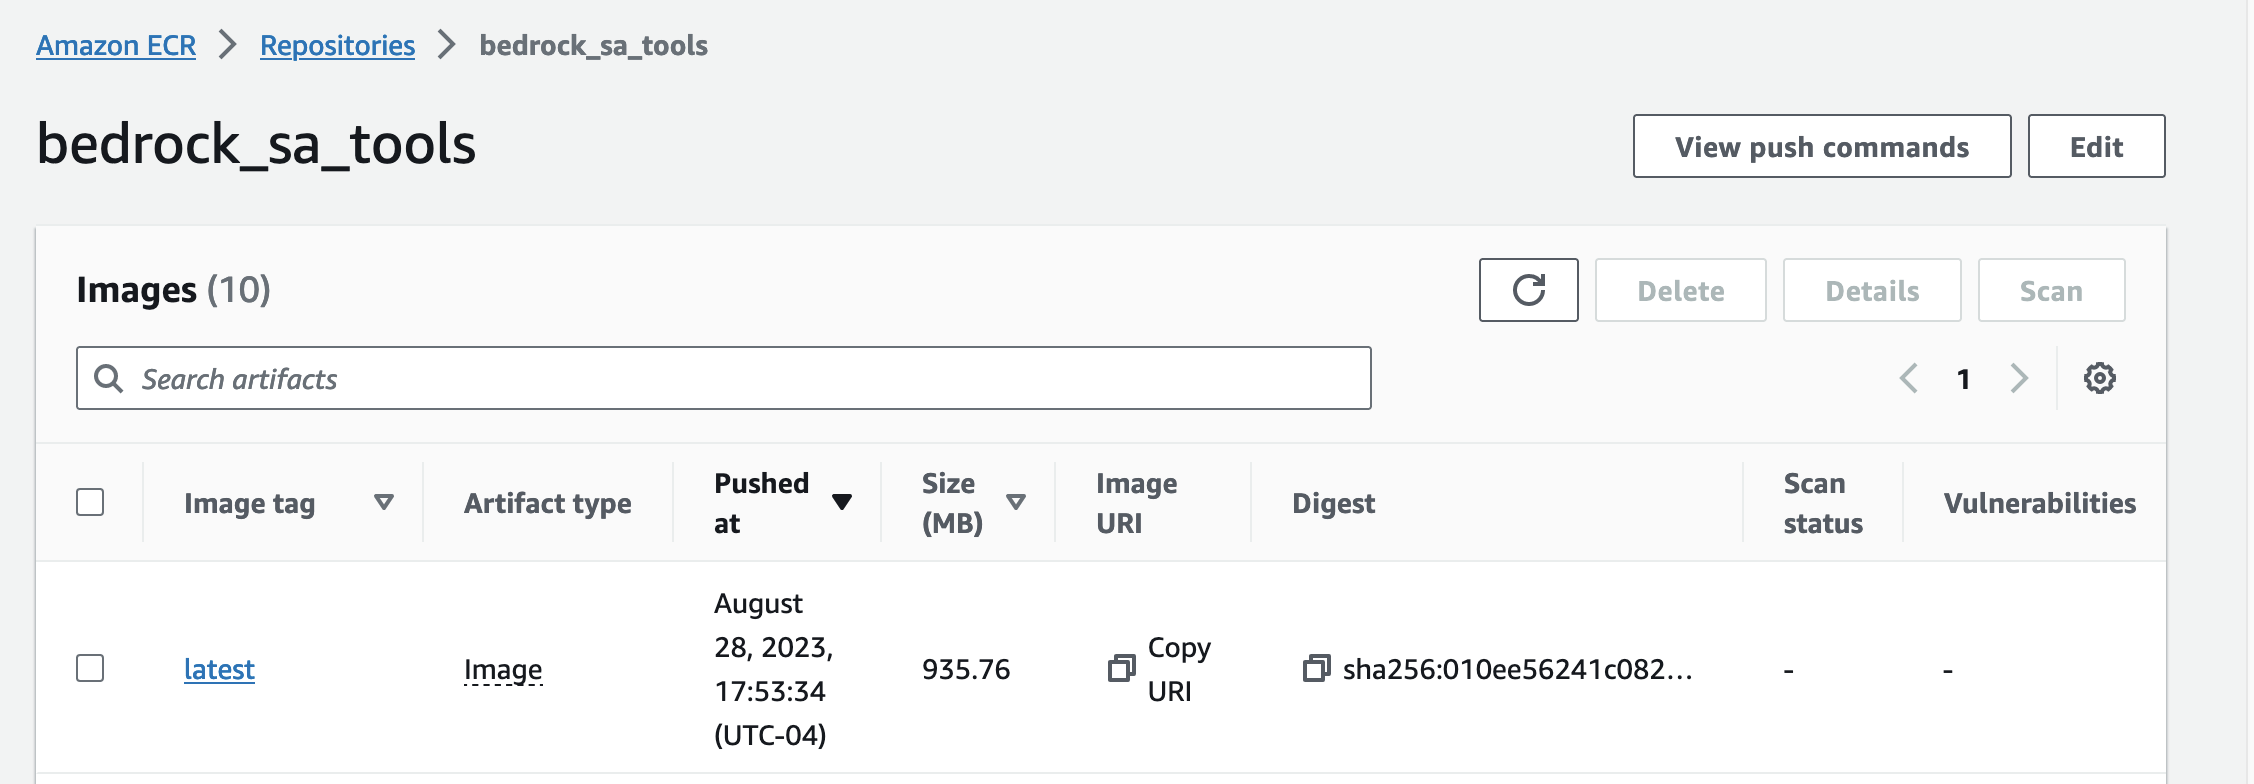 Amazon ECR > Repositories > bedrock_sa_tools
bedrock_sa_tools
View push commands
Edit
Images (10)
Delete
Details
Scan
Search artifacts
1
Image tag
Artifact type
Pushed
at
Size
(MB)
Image
URI
Digest
Scan
status
Vulnerabilities
latest
Image
August
28, 2023,
17:53:34
(UTC-04)
935.76
Copy
URI
sha256:010ee56241c082...
-
-